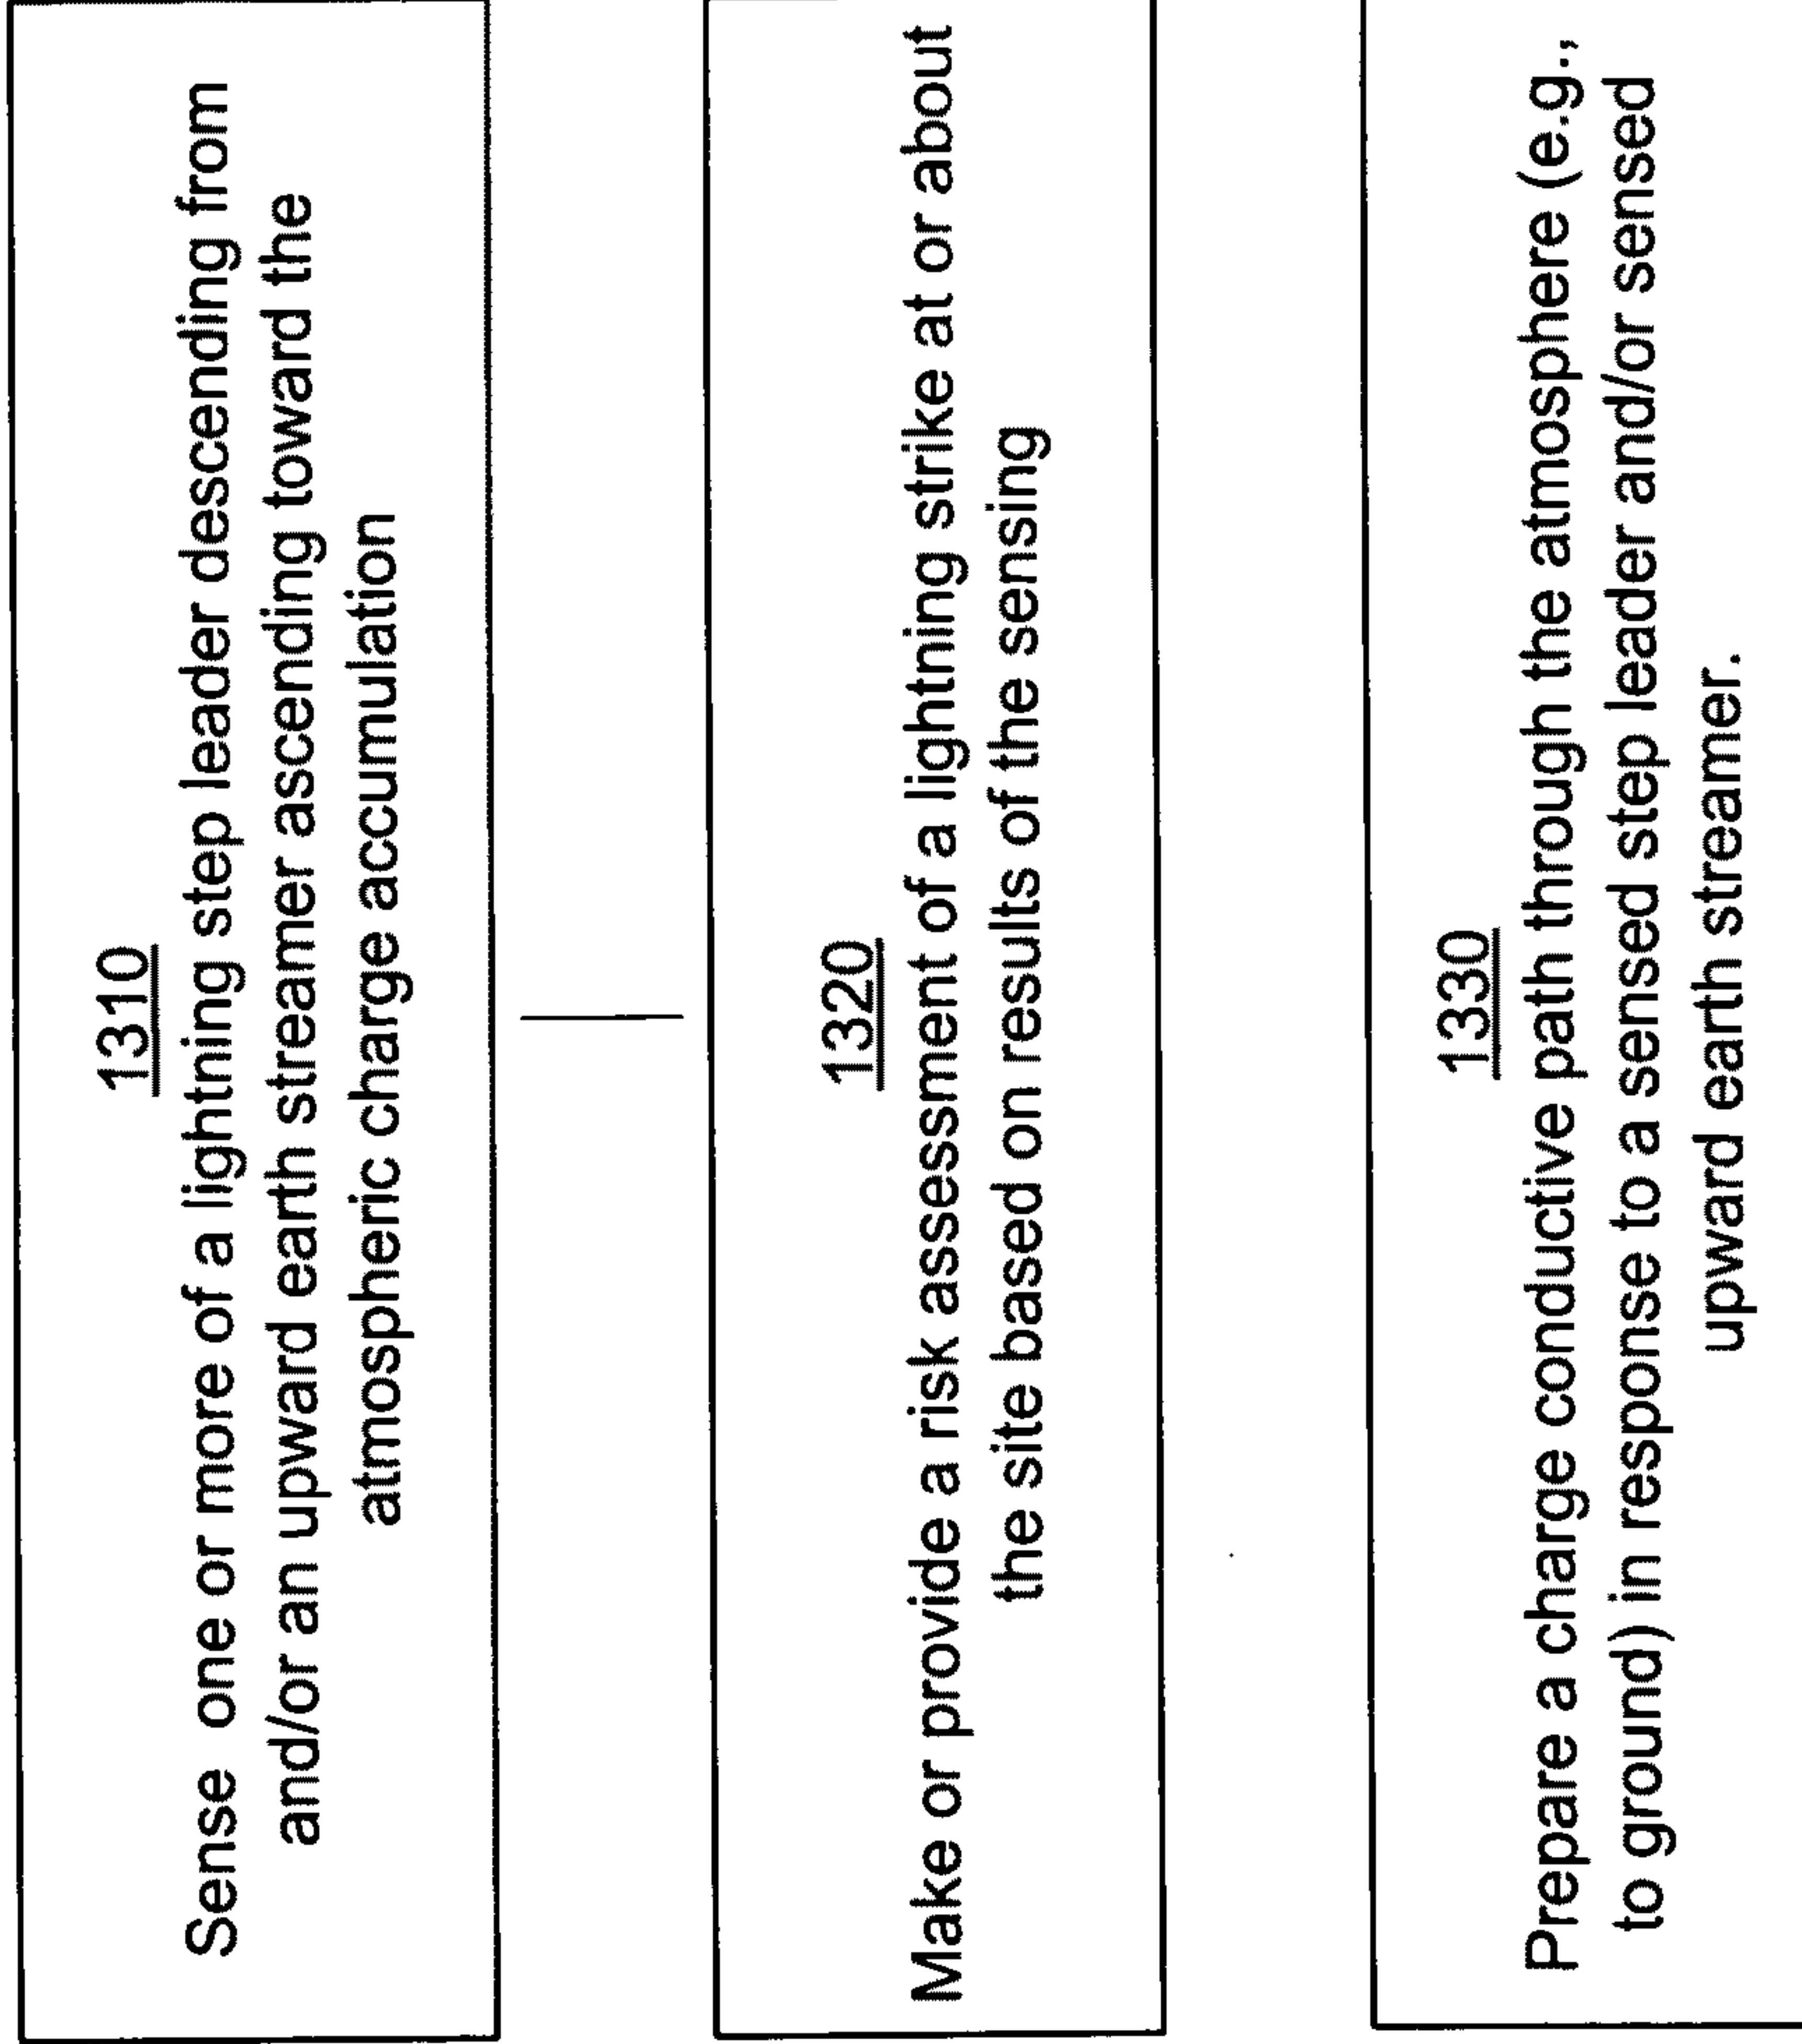 1310
Sense one or more of a lightning step leader descending from
and/or an upward earth streamer ascending toward the
atmospheric charge accumulation
1320
Make or provide a risk assessment of a lightning strike at or about
the site based on results of the sensing
1330
Prepare a charge conductive path through the atmosphere (e.g.,
to ground) in response to a sensed step leader and/or sensed
upward earth streamer.